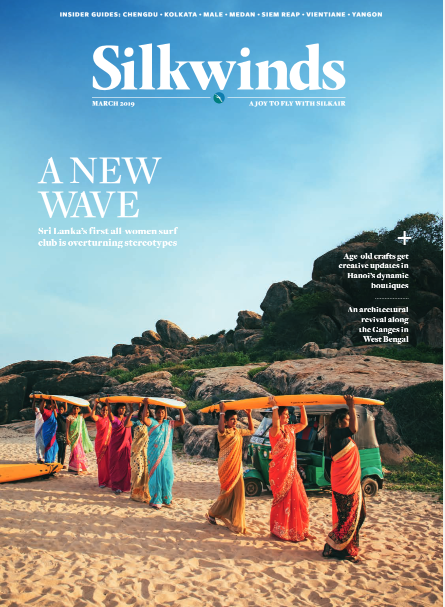 INSIDER GUIDES: CHENGDU • KOLKATA • MALE • MEDAN • SIEM REAP • VIENTIANE • YANGON
Silkwinds
MARCH 2019
A JOY TO FLY WITH SILKAIR
A NEW
WAVE
Sri Lanka's first all-women surf
club is overturning stereotypes
+
Age-old crafts get
creative updates in
Hanoi's dynamic
boutiques
An architectural
revival along
the Ganges in
West Bengal